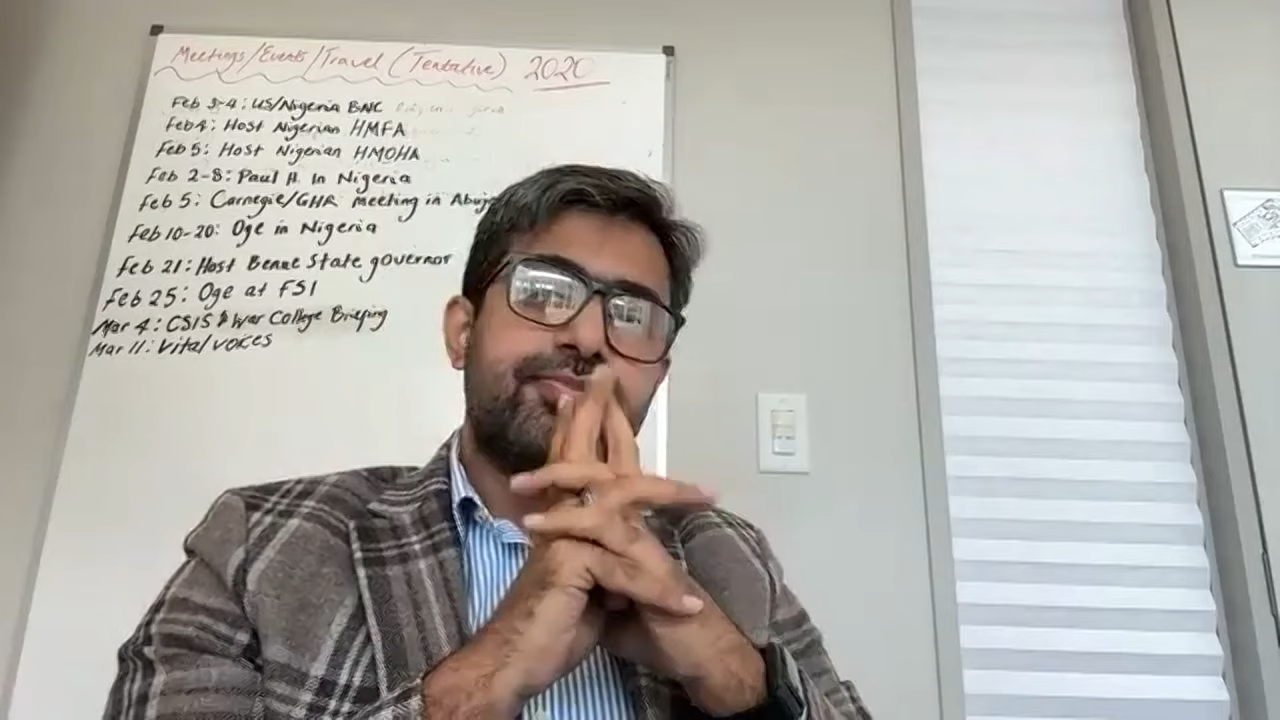 Meetings/Events/Travel (Tentative) 2020
Feb 3-4: US/Nigeria BNC
Feb 4: Host Nigerian HMFA
Feb 5: Host Nigerian HMOHA
Feb 2-8: Paul H. In Nigeria
Feb 5: Carnegie/GHR meeting in Abuja
Feb 10-20: Oge in Nigeria
Feb 21: Host Benue State governor
Feb 25: Oge at FSI
Mar 4: CSIS & War College Briefing
Mar 11: Vital voices